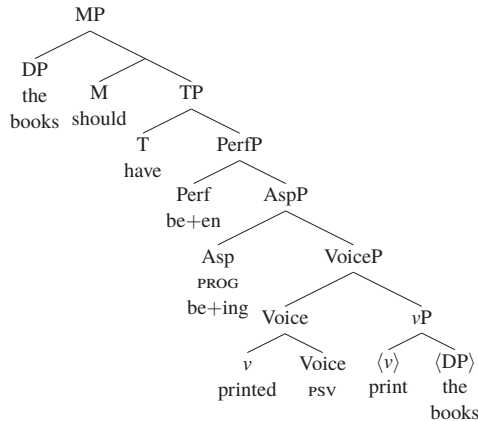 MP
DP
the
books
M
should
TP
T
have
PerfP
Perf
be+en
AspP
Asp
PROG
be+ing
VoiceP
Voice
vP
v
printed
Voice
PSV
⟨v⟩
print
⟨DP⟩
the
books